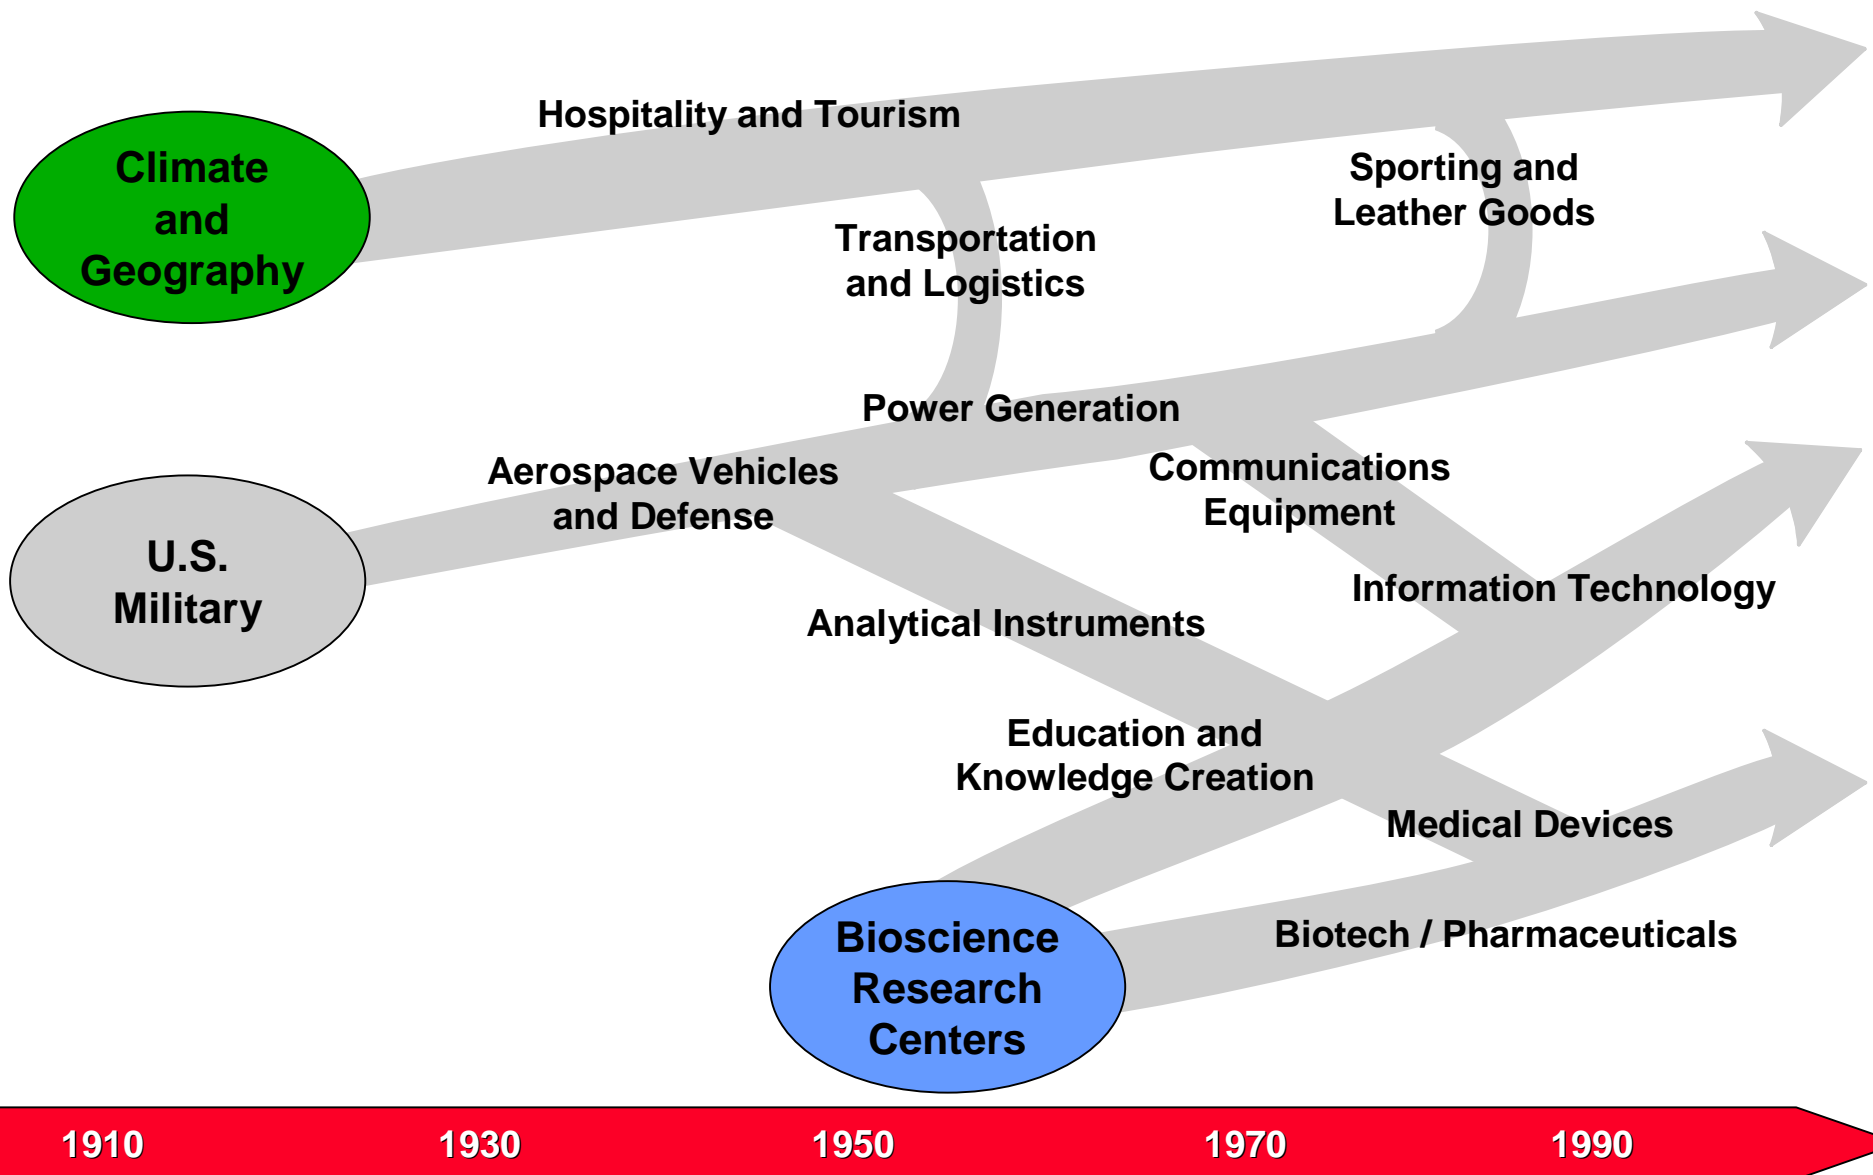 Hospitality and Tourism
Climate
and
Geography
Sporting and
Leather Goods
Transportation
and Logistics
Power Generation
Aerospace Vehicles
and Defense
Communications
Equipment
U.S.
Military
Information Technology
Analytical Instruments
Education and
Knowledge Creation
Medical Devices
Bioscience
Research
Centers
Biotech / Pharmaceuticals
1910 1930 1950 1970 1990